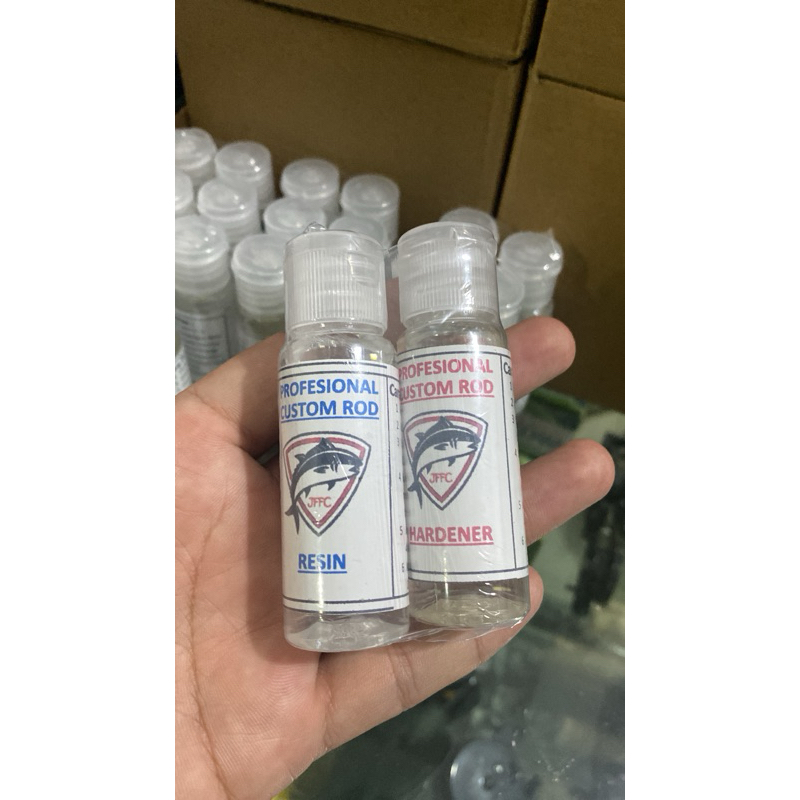 PROFESIONAL
CUSTOM ROD
JFFC
RESIN
PROFESIONAL
CUSTOM ROD
JFFC
HARDENER